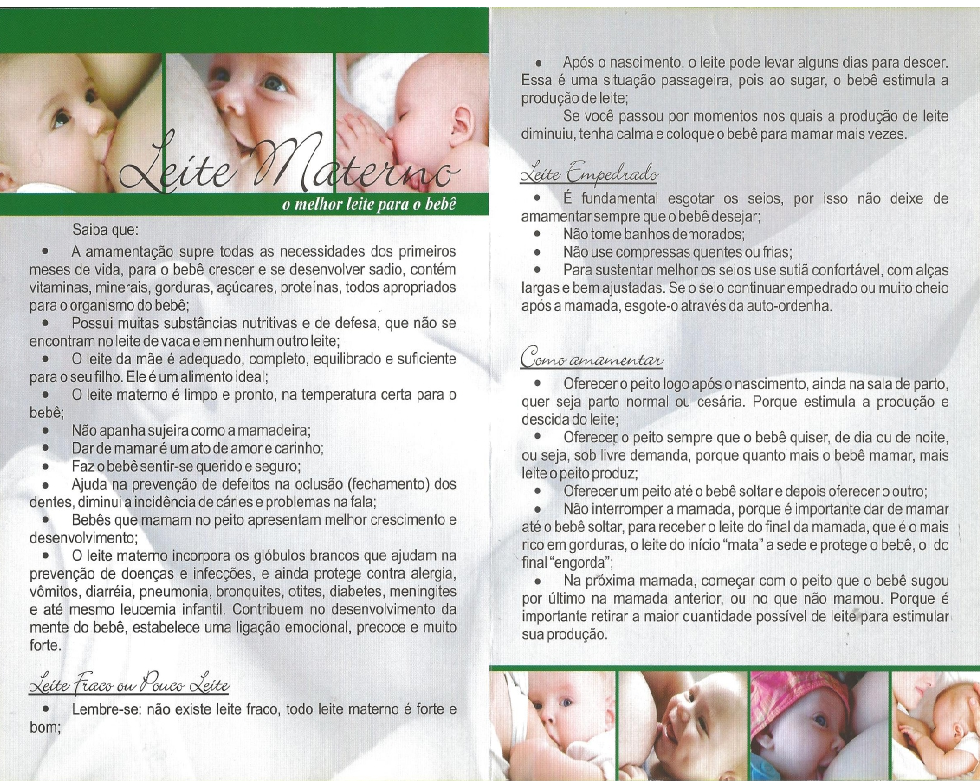 Leite Materno
o melhor leite para o bebê
Saiba que:
• A amamentação supre todas as necessidades dos primeiros
meses de vida, para o bebê crescer e se desenvolver sadio, contém
vitaminas, minerais, gorduras, açúcares, proteínas, todos apropriados
para o organismo do bebê;
• Possui muitas substâncias nutritivas e de defesa, que não se
encontram no leite de vaca e em nenhum outro leite;
• O leite da mãe é adequado, completo, equilibrado e suficiente
para o seu filho. Ele é um alimento ideal;
• O leite materno é limpo e pronto, na temperatura certa para o
bebê;
• Não apanha sujeira como a mamadeira;
• Dar de mamar é um ato de amor e carinho;
• Faz o bebê sentir-se querido e seguro;
• Ajuda na prevenção de defeitos na oclusão (fechamento) dos
dentes, diminui a incidência de cáries e problemas na fala;
• Bebês que mamam no peito apresentam melhor crescimento e
desenvolvimento;
• O leite materno incorpora os glóbulos brancos que ajudam na
prevenção de doenças e infecções, e ainda protege contra alergia,
vômitos, diarréia, pneumonia, bronquites, otites, diabetes, meningites
e até mesmo leucemia infantil. Contribuem no desenvolvimento da
mente do bebê, estabelece uma ligação emocional, precoce e muito
forte.
Leite Fraco ou Pouco Leite
• Lembre-se: não existe leite fraco, todo leite materno é forte e
bom;
• Após o nascimento, o leite pode levar alguns dias para descer.
Essa é uma situação passageira, pois ao sugar, o bebê estimula a
produção de leite;
Se você passou por momentos nos quais a produção de leite
diminuiu, tenha calma e coloque o bebê para mamar mais vezes.
Leite Empedrado
• É fundamental esgotar os seios, por isso não deixe de
amamentar sempre que o bebê desejar;
• Não tome banhos demorados;
• Não use compressas quentes ou frias;
• Para sustentar melhor os seios use sutiã confortável, com alças
largas e bem ajustadas. Se o seio continuar empedrado ou muito cheio
após a mamada, esgote-o através da auto-ordenha.
Como amamentar
• Oferecer o peito logo após o nascimento, ainda na sala de parto,
quer seja parto normal ou cesária. Porque estimula a produção e
descida do leite;
• Oferecer o peito sempre que o bebê quiser, de dia ou de noite,
ou seja, sob livre demanda, porque quanto mais o bebê mamar, mais
leite o peito produz;
• Oferecer um peito até o bebê soltar e depois oferecer o outro;
• Não interromper a mamada, porque é importante dar de mamar
até o bebê soltar, para receber o leite do final da mamada, que é o mais
rico em gorduras, o leite do início “mata” a sede e protege o bebê, o do
final “engorda”;
• Na próxima mamada, começar com o peito que o bebê sugou
por último na mamada anterior, ou no que não mamou. Porque é
importante retirar a maior quantidade possível de leite para estimular
sua produção.